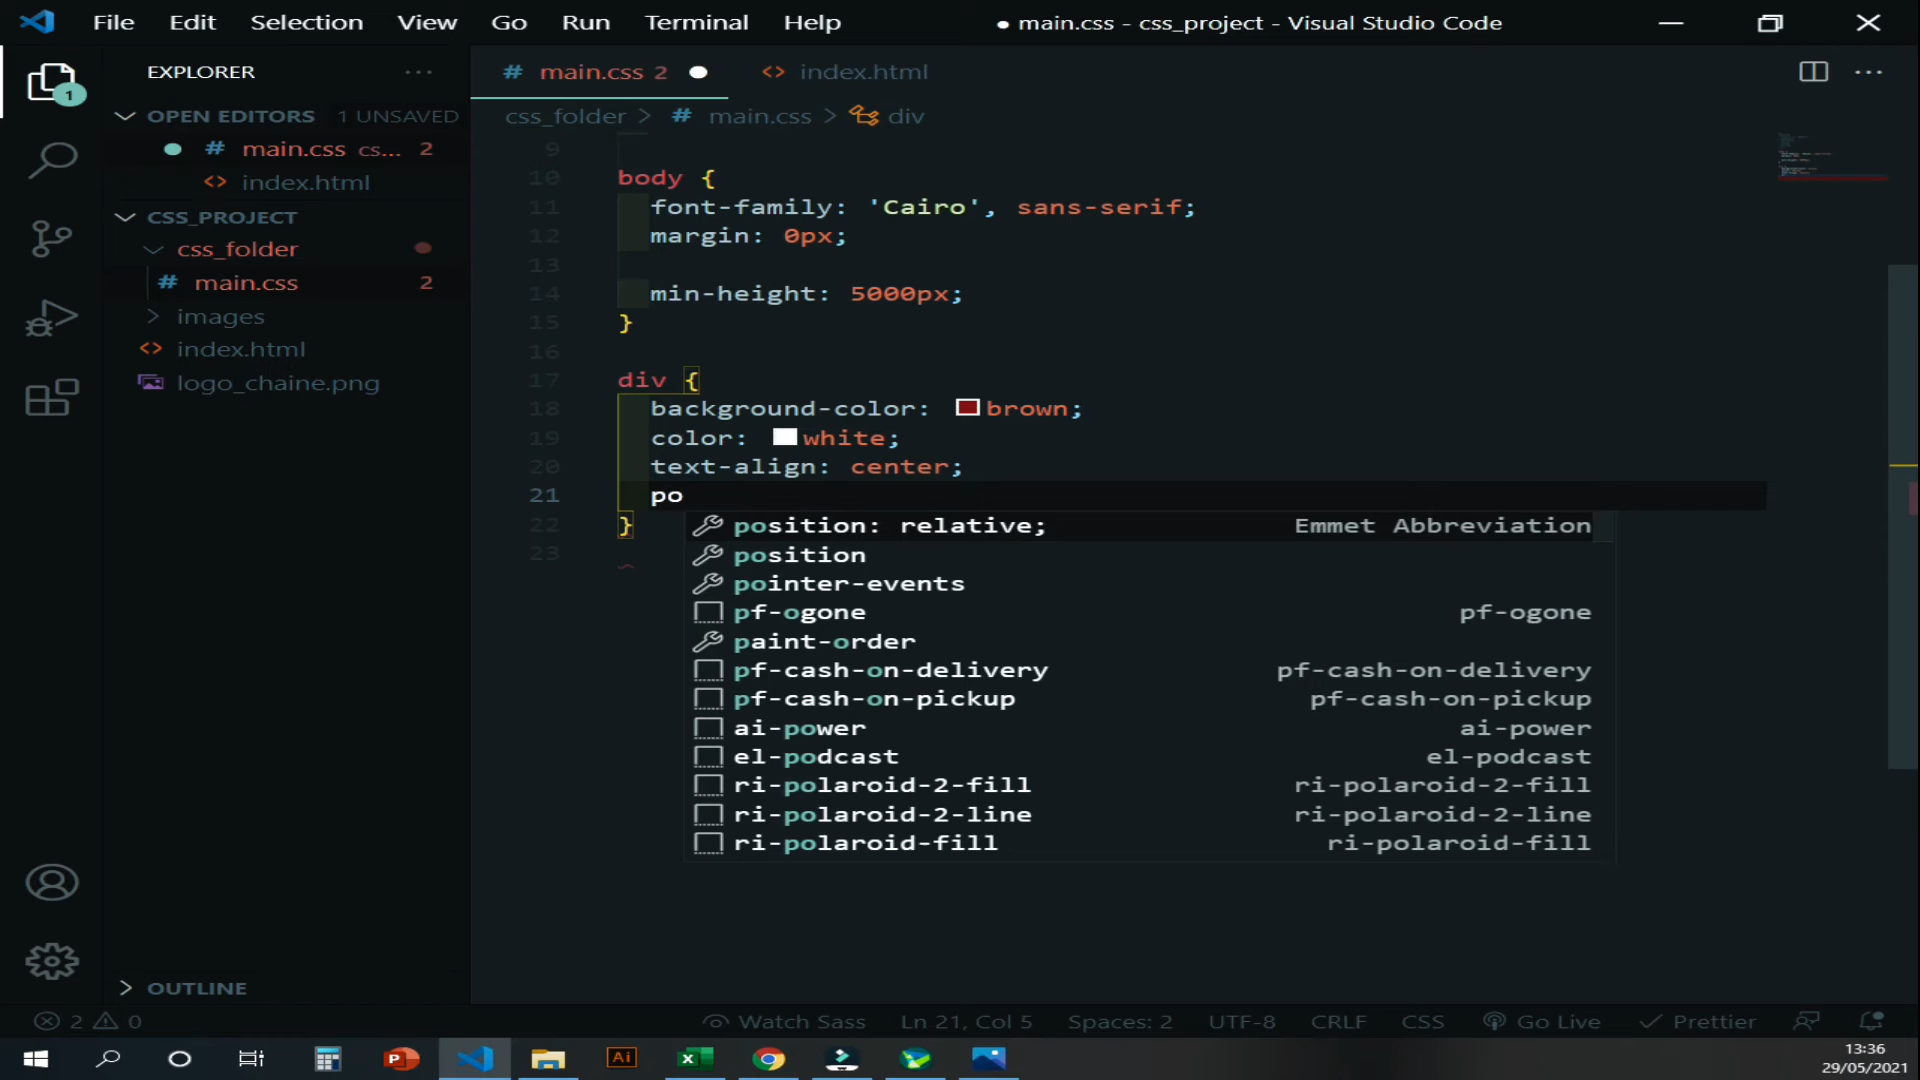 File Edit Selection View Go Run Terminal Help ● main.css - css_project - Visual Studio Code
EXPLORER
# main.css 2 ● <> index.html
OPEN EDITORS 1 UNSAVED
css_folder > # main.css > div
# main.css cs... 2
<> index.html
CSS_PROJECT
css_folder
# main.css 2
images
<> index.html
logo_chaine.png
OUTLINE
9
10 body {
11 font-family: 'Cairo', sans-serif;
12 margin: 0px;
13
14 min-height: 5000px;
15 }
16
17 div {
18 background-color: brown;
19 color: white;
20 text-align: center;
21 po
22 }
23
position: relative; Emmet Abbreviation
position
pointer-events
pf-ogone pf-ogone
paint-order
pf-cash-on-delivery pf-cash-on-delivery
pf-cash-on-pickup pf-cash-on-pickup
ai-power ai-power
el-podcast el-podcast
ri-polaroid-2-fill ri-polaroid-2-fill
ri-polaroid-2-line ri-polaroid-2-line
ri-polaroid-fill ri-polaroid-fill
1
2 0 Watch Sass Ln 21, Col 5 Spaces: 2 UTF-8 CRLF CSS Go Live Prettier
P Ai X
13:36
29/05/2021